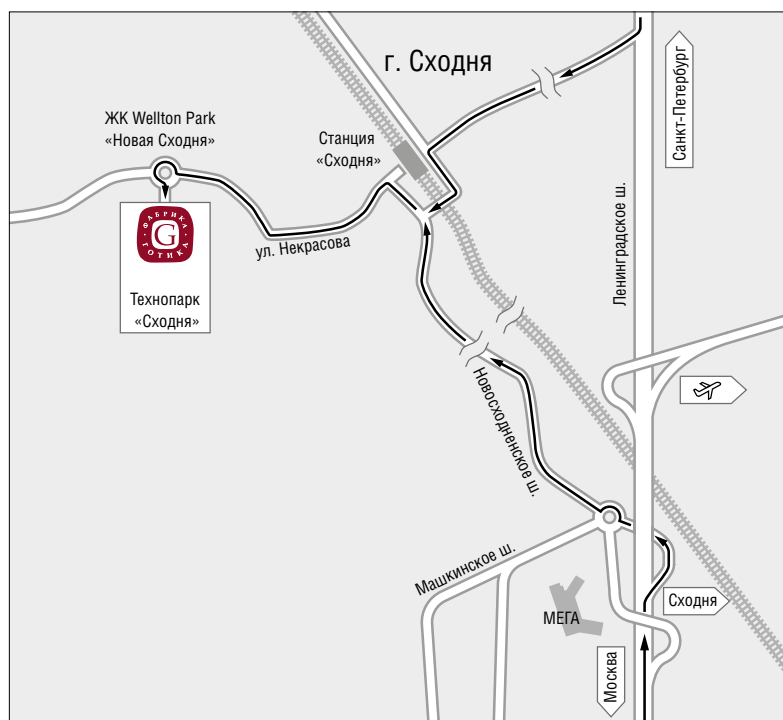 г. Сходня
Санкт-Петербург
ЖК Wellton Park
«Новая Сходня»
Станция
«Сходня»
ФАБРИКА
G
ГОТИКА
ул. Некрасова
Ленинградское ш.
Технопарк
«Сходня»
Новосходненское ш.
Машкинское ш.
Сходня
МЕГА
Москва